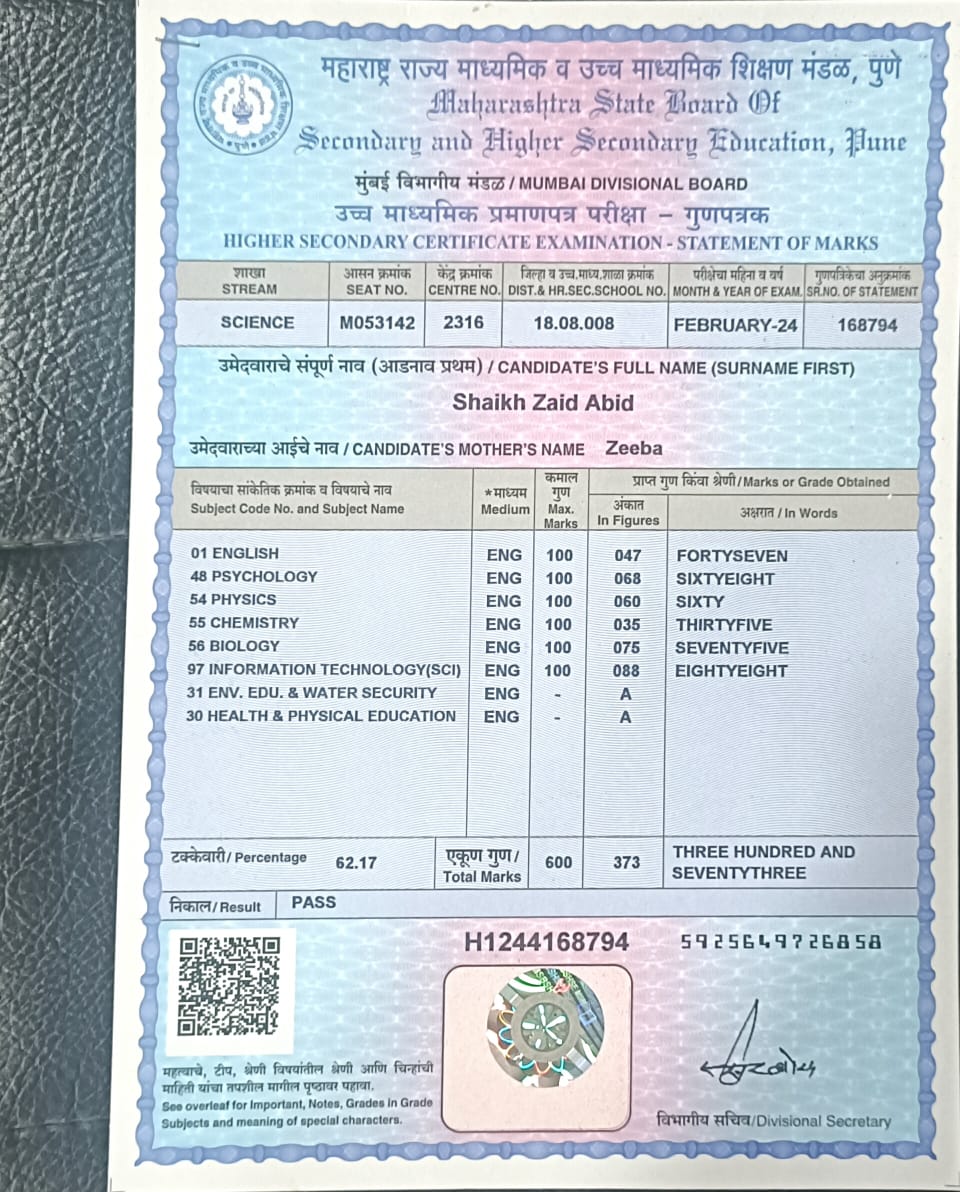 महाराष्ट्र राज्य माध्यमिक व उच्च माध्यमिक शिक्षण मंडळ, पुणे
Maharashtra State Board Of
Secondary and Higher Secondary Education, Pune
मुंबई विभागीय मंडळ / MUMBAI DIVISIONAL BOARD
उच्च माध्यमिक प्रमाणपत्र परीक्षा – गुणपत्रक
HIGHER SECONDARY CERTIFICATE EXAMINATION - STATEMENT OF MARKS
शाखा आसन क्रमांक केंद्र क्रमांक जिल्हा व उच्च.माध्य.शाळा क्रमांक परीक्षेचा महिना व वर्ष गुणपत्रिकेचा अनुक्रमांक
STREAM SEAT NO. CENTRE NO. DIST.& HR.SEC.SCHOOL NO. MONTH & YEAR OF EXAM. SR.NO. OF STATEMENT
SCIENCE M053142 2316 18.08.008 FEBRUARY-24 168794
उमेदवाराचे संपूर्ण नाव (आडनाव प्रथम) / CANDIDATE'S FULL NAME (SURNAME FIRST)
Shaikh Zaid Abid
उमेदवाराच्या आईचे नाव / CANDIDATE'S MOTHER'S NAME Zeeba
विषयाचा सांकेतिक क्रमांक व विषयाचे नाव
Subject Code No. and Subject Name
*माध्यम
Medium
कमाल
गुण
Max.
Marks
प्राप्त गुण किंवा श्रेणी/Marks or Grade Obtained
अंकात
In Figures
अक्षरात / In Words
01 ENGLISH ENG 100 047 FORTYSEVEN
48 PSYCHOLOGY ENG 100 068 SIXTYEIGHT
54 PHYSICS ENG 100 060 SIXTY
55 CHEMISTRY ENG 100 035 THIRTYFIVE
56 BIOLOGY ENG 100 075 SEVENTYFIVE
97 INFORMATION TECHNOLOGY(SCI) ENG 100 088 EIGHTYEIGHT
31 ENV. EDU. & WATER SECURITY ENG - A
30 HEALTH & PHYSICAL EDUCATION ENG - A
टक्केवारी/ Percentage 62.17
एकूण गुण/
Total Marks
600 373
THREE HUNDRED AND
SEVENTYTHREE
निकाल/ Result PASS
H1244168794 5925649726858
महत्वाचे, टीप, श्रेणी विषयांतील श्रेणी आणि चिन्हांची
माहिती यांचा तपशील मागील पृष्ठावर पहावा.
See overleaf for Important, Notes, Grades in Grade
Subjects and meaning of special characters.
विभागीय सचिव/Divisional Secretary